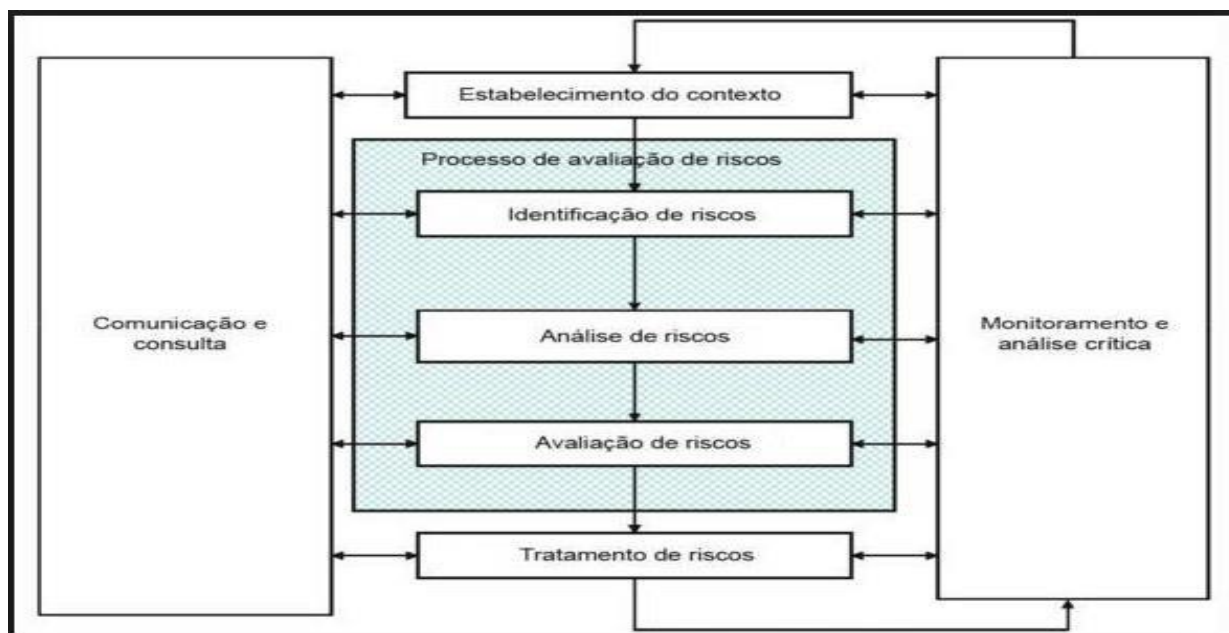 Estabelecimento do contexto
Processo de avaliação de riscos
Identificação de riscos
Comunicação e
consulta
Análise de riscos
Monitoramento e
análise crítica
Avaliação de riscos
Tratamento de riscos